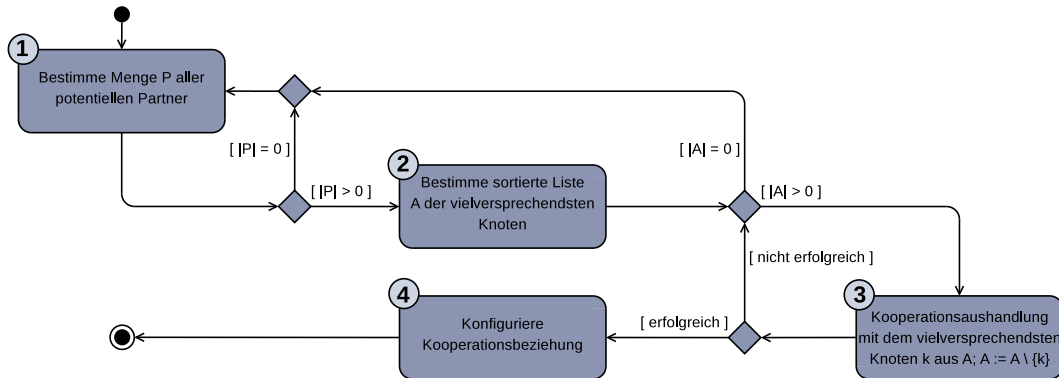 1
Bestimme Menge P aller
potentiellen Partner
[ |P| = 0 ]
[ |P| > 0 ]
2
Bestimme sortierte Liste
A der vielversprechendsten
Knoten
[ |A| = 0 ]
[ |A| > 0 ]
[ nicht erfolgreich ]
3
Kooperationsaushandlung
mit dem vielversprechendsten
Knoten k aus A; A := A \ {k}
[ erfolgreich ]
4
Konfiguriere
Kooperationsbeziehung